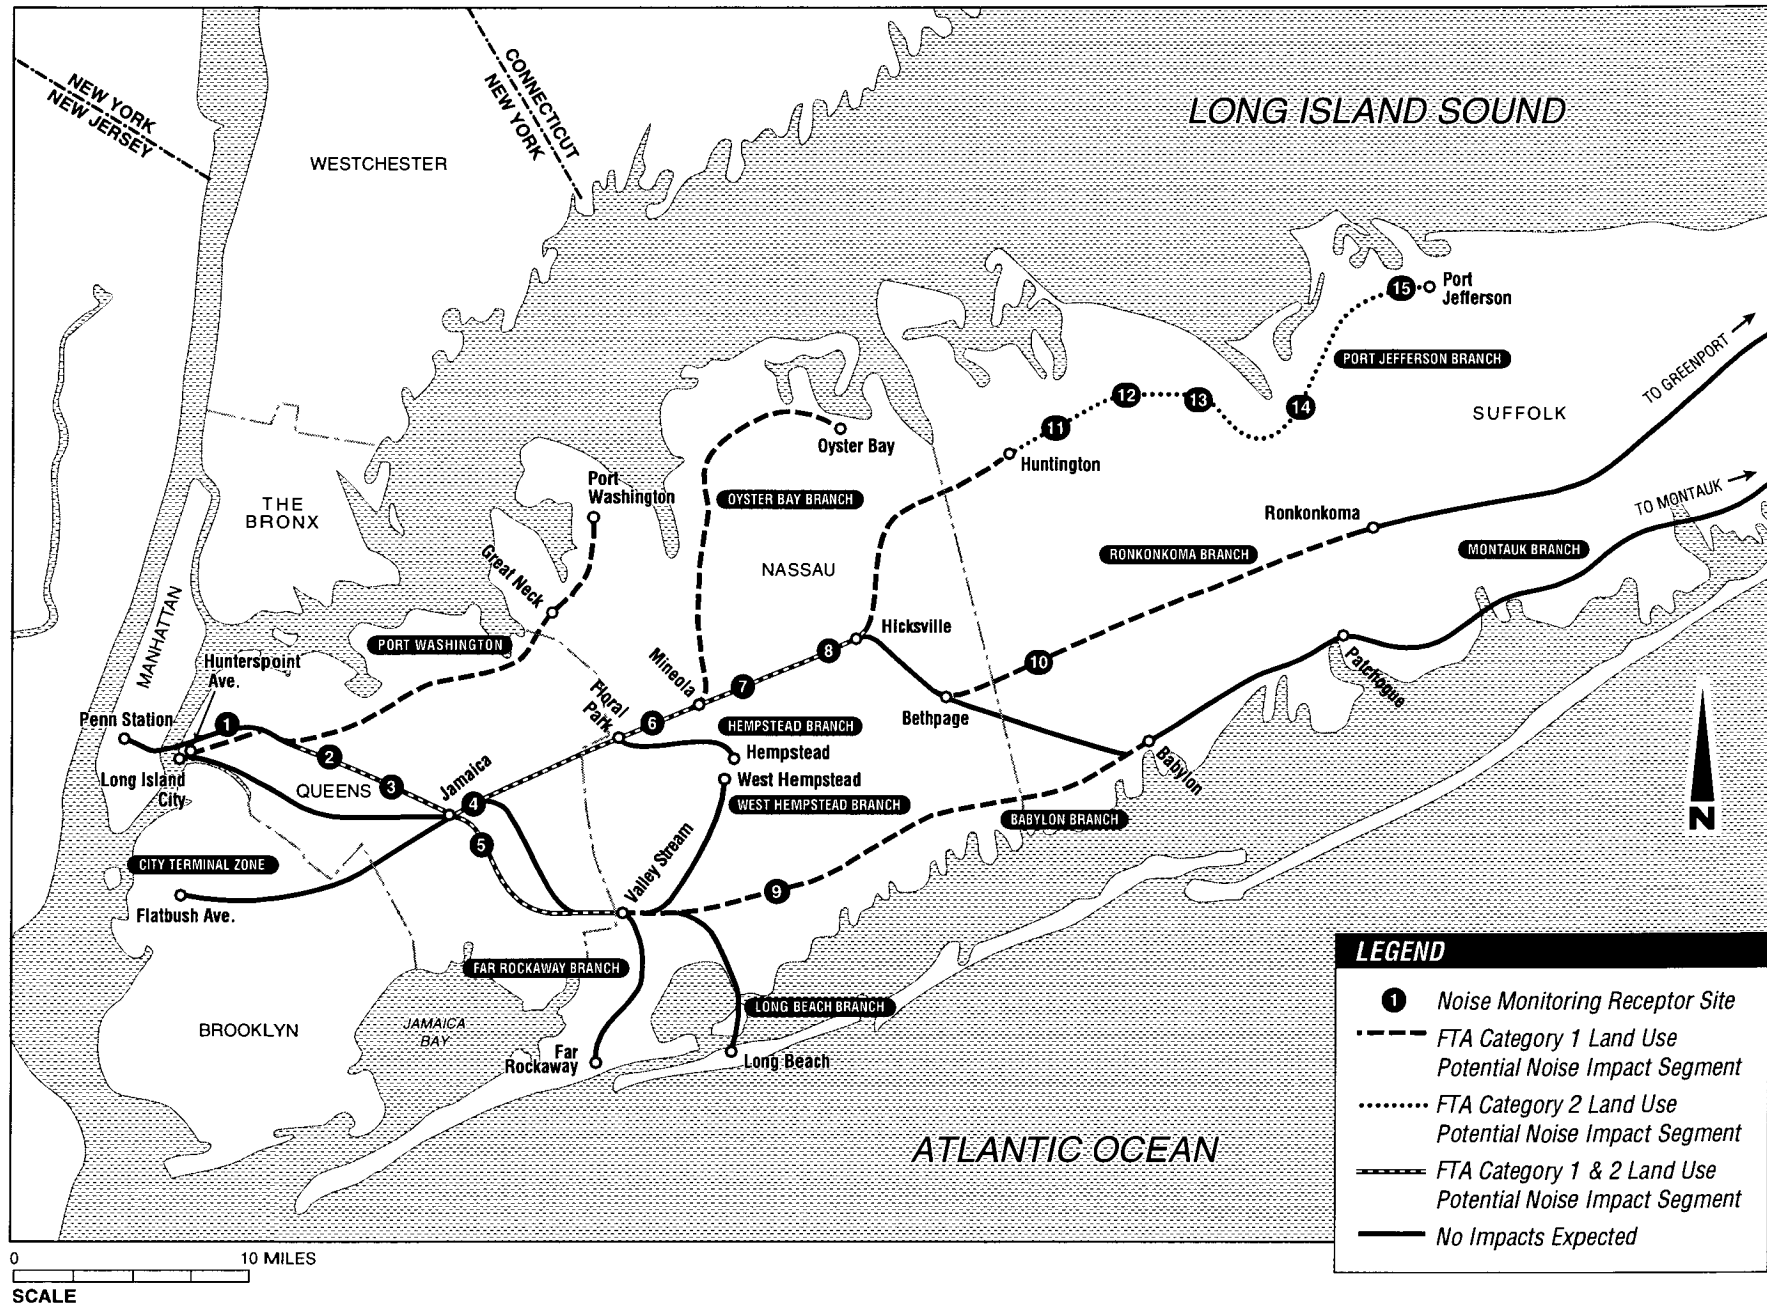 NEW YORK
NEW JERSEY
CONNECTICUT
NEW YORK
WESTCHESTER
LONG ISLAND SOUND
Port
Jefferson
PORT JEFFERSON BRANCH
TO GREENPORT
SUFFOLK
15
14
13
12
11
Huntington
Oyster Bay
OYSTER BAY BRANCH
Port
Washington
THE
BRONX
Great Neck
NASSAU
Ronkonkoma
RONKONKOMA BRANCH
TO MONTAUK
MONTAUK BRANCH
MANHATTAN
PORT WASHINGTON
Hunterspoint
Ave.
Hicksville
Mineola
8
7
10
Floral
Park
6
Patchogue
Penn Station
1
2
3
Bethpage
HEMPSTEAD BRANCH
Hempstead
Babylon
Long Island
City
QUEENS
Jamaica
4
5
West Hempstead
WEST HEMPSTEAD BRANCH
BABYLON BRANCH
N
CITY TERMINAL ZONE
Valley Stream
9
Flatbush Ave.
FAR ROCKAWAY BRANCH
LONG BEACH BRANCH
BROOKLYN
JAMAICA
BAY
Far
Rockaway
Long Beach
ATLANTIC OCEAN
LEGEND
1 Noise Monitoring Receptor Site
FTA Category 1 Land Use
Potential Noise Impact Segment
FTA Category 2 Land Use
Potential Noise Impact Segment
FTA Category 1 & 2 Land Use
Potential Noise Impact Segment
No Impacts Expected
0 10 MILES
SCALE